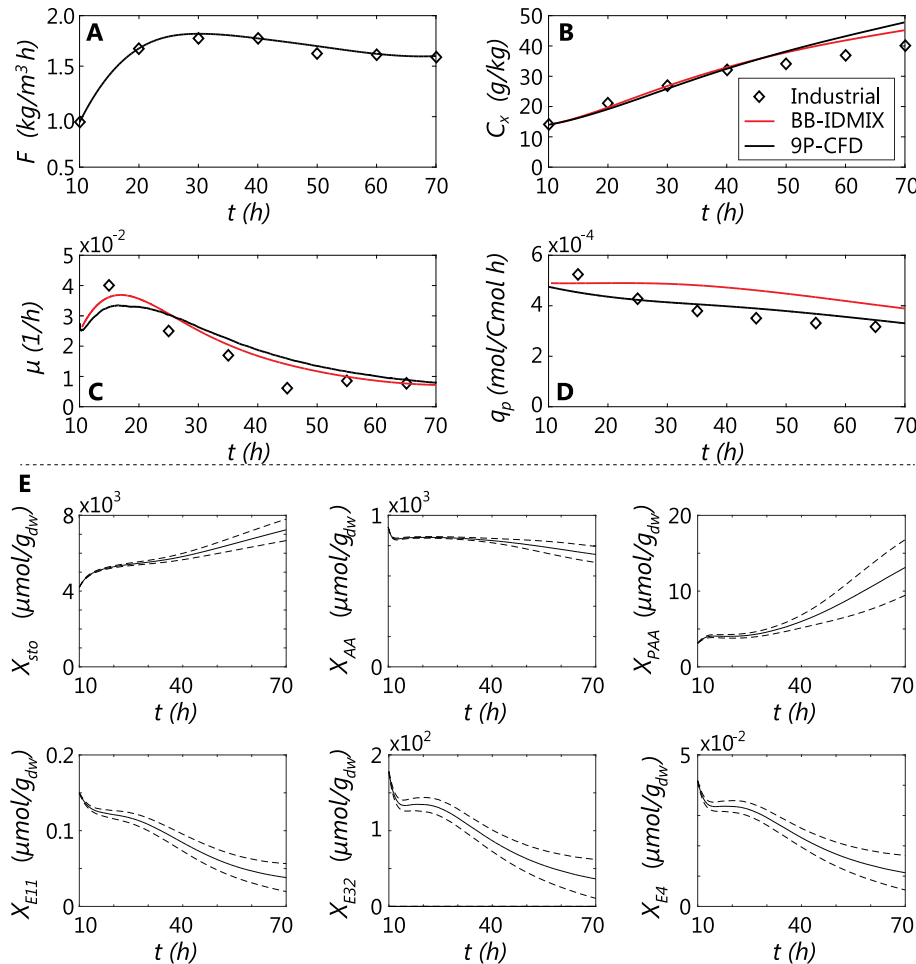 A
F (kg/m³ h)
2.0
1.5
1.0
0.5
10 20 30 40 50 60 70
t (h)
B
C_x (g/kg)
50
40
30
20
10
0
10 20 30 40 50 60 70
t (h)
Industrial
BB-IDMIX
9P-CFD
x10⁻²
μ (1/h)
5
4
3
2
1
0
C
10 20 30 40 50 60 70
t (h)
x10⁻⁴
q_p (mol/Cmol h)
6
4
2
0
D
10 20 30 40 50 60 70
t (h)
E
x10³
X_sto (μmol/g_dw)
8
4
0
10 40 70
t (h)
x10³
X_AA (μmol/g_dw)
1
0
10 40 70
t (h)
X_PAA (μmol/g_dw)
20
10
0
10 40 70
t (h)
X_E11 (μmol/g_dw)
0.2
0.1
0
10 40 70
t (h)
x10²
X_E32 (μmol/g_dw)
2
1
0
10 40 70
t (h)
x10⁻²
X_E4 (μmol/g_dw)
5
0
10 40 70
t (h)